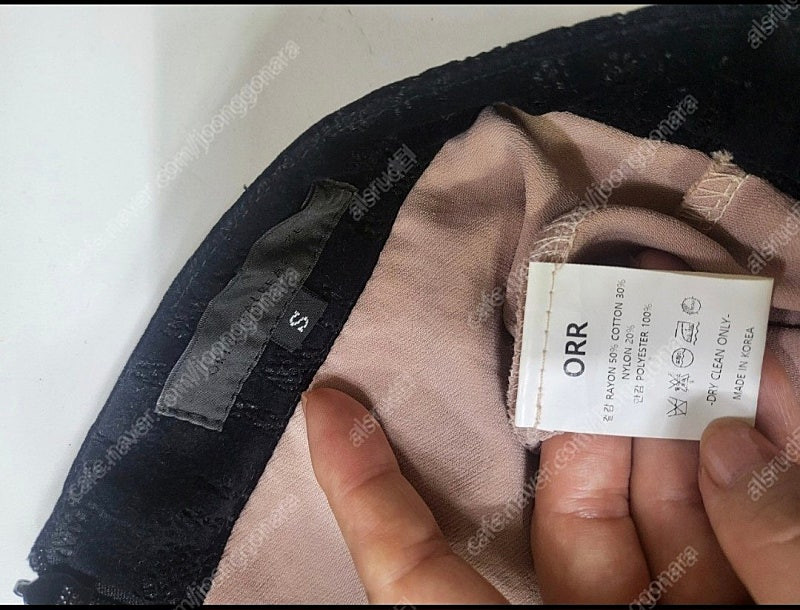 S
ORR
겉감 RAYON 50% COTTON 30%
NYLON 20%
안감 POLYESTER 100%
-DRY CLEAN ONLY-
MADE IN KOREA
cafe.naver.com/joonggonara
alsrud팀